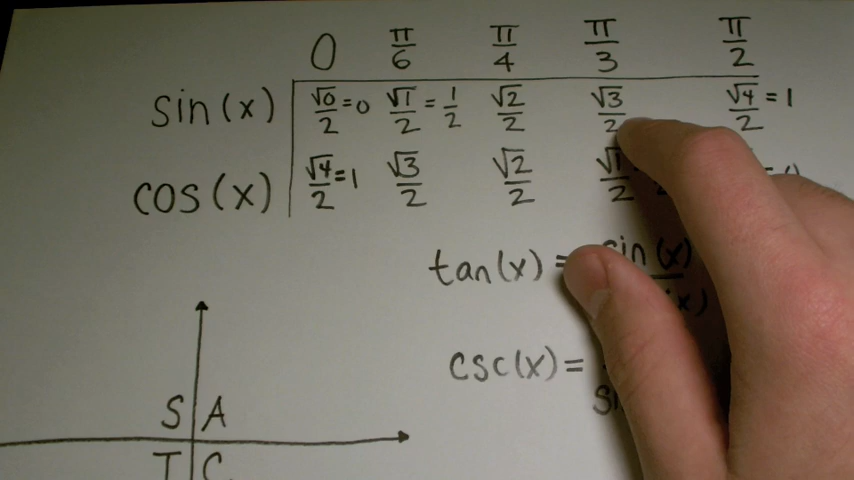 0 π/6 π/4 π/3 π/2
sin(x) √0/2=0 √1/2=1/2 √2/2 √3/2 √4/2=1
cos(x) √4/2=1 √3/2 √2/2 √1/2
tan(x)= sin(x)
csc(x)=
S A
T C